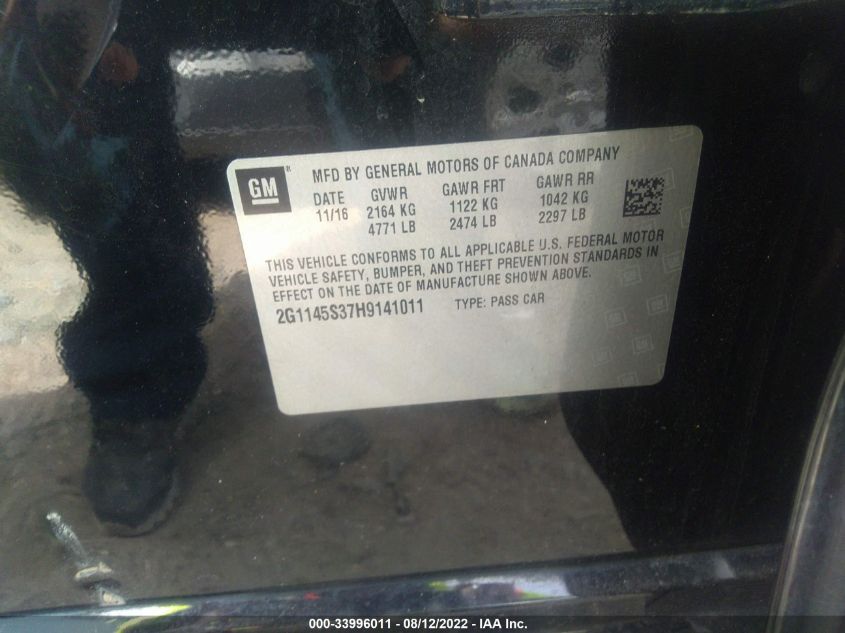 GM
MFD BY GENERAL MOTORS OF CANADA COMPANY
DATE GVWR GAWR FRT GAWR RR
11/16 2164 KG 1122 KG 1042 KG
4771 LB 2474 LB 2297 LB
THIS VEHICLE CONFORMS TO ALL APPLICABLE U.S. FEDERAL MOTOR
VEHICLE SAFETY, BUMPER, AND THEFT PREVENTION STANDARDS IN
EFFECT ON THE DATE OF MANUFACTURE SHOWN ABOVE.
2G1145S37H9141011 TYPE: PASS CAR
000-33996011 - 08/12/2022 - IAA Inc.